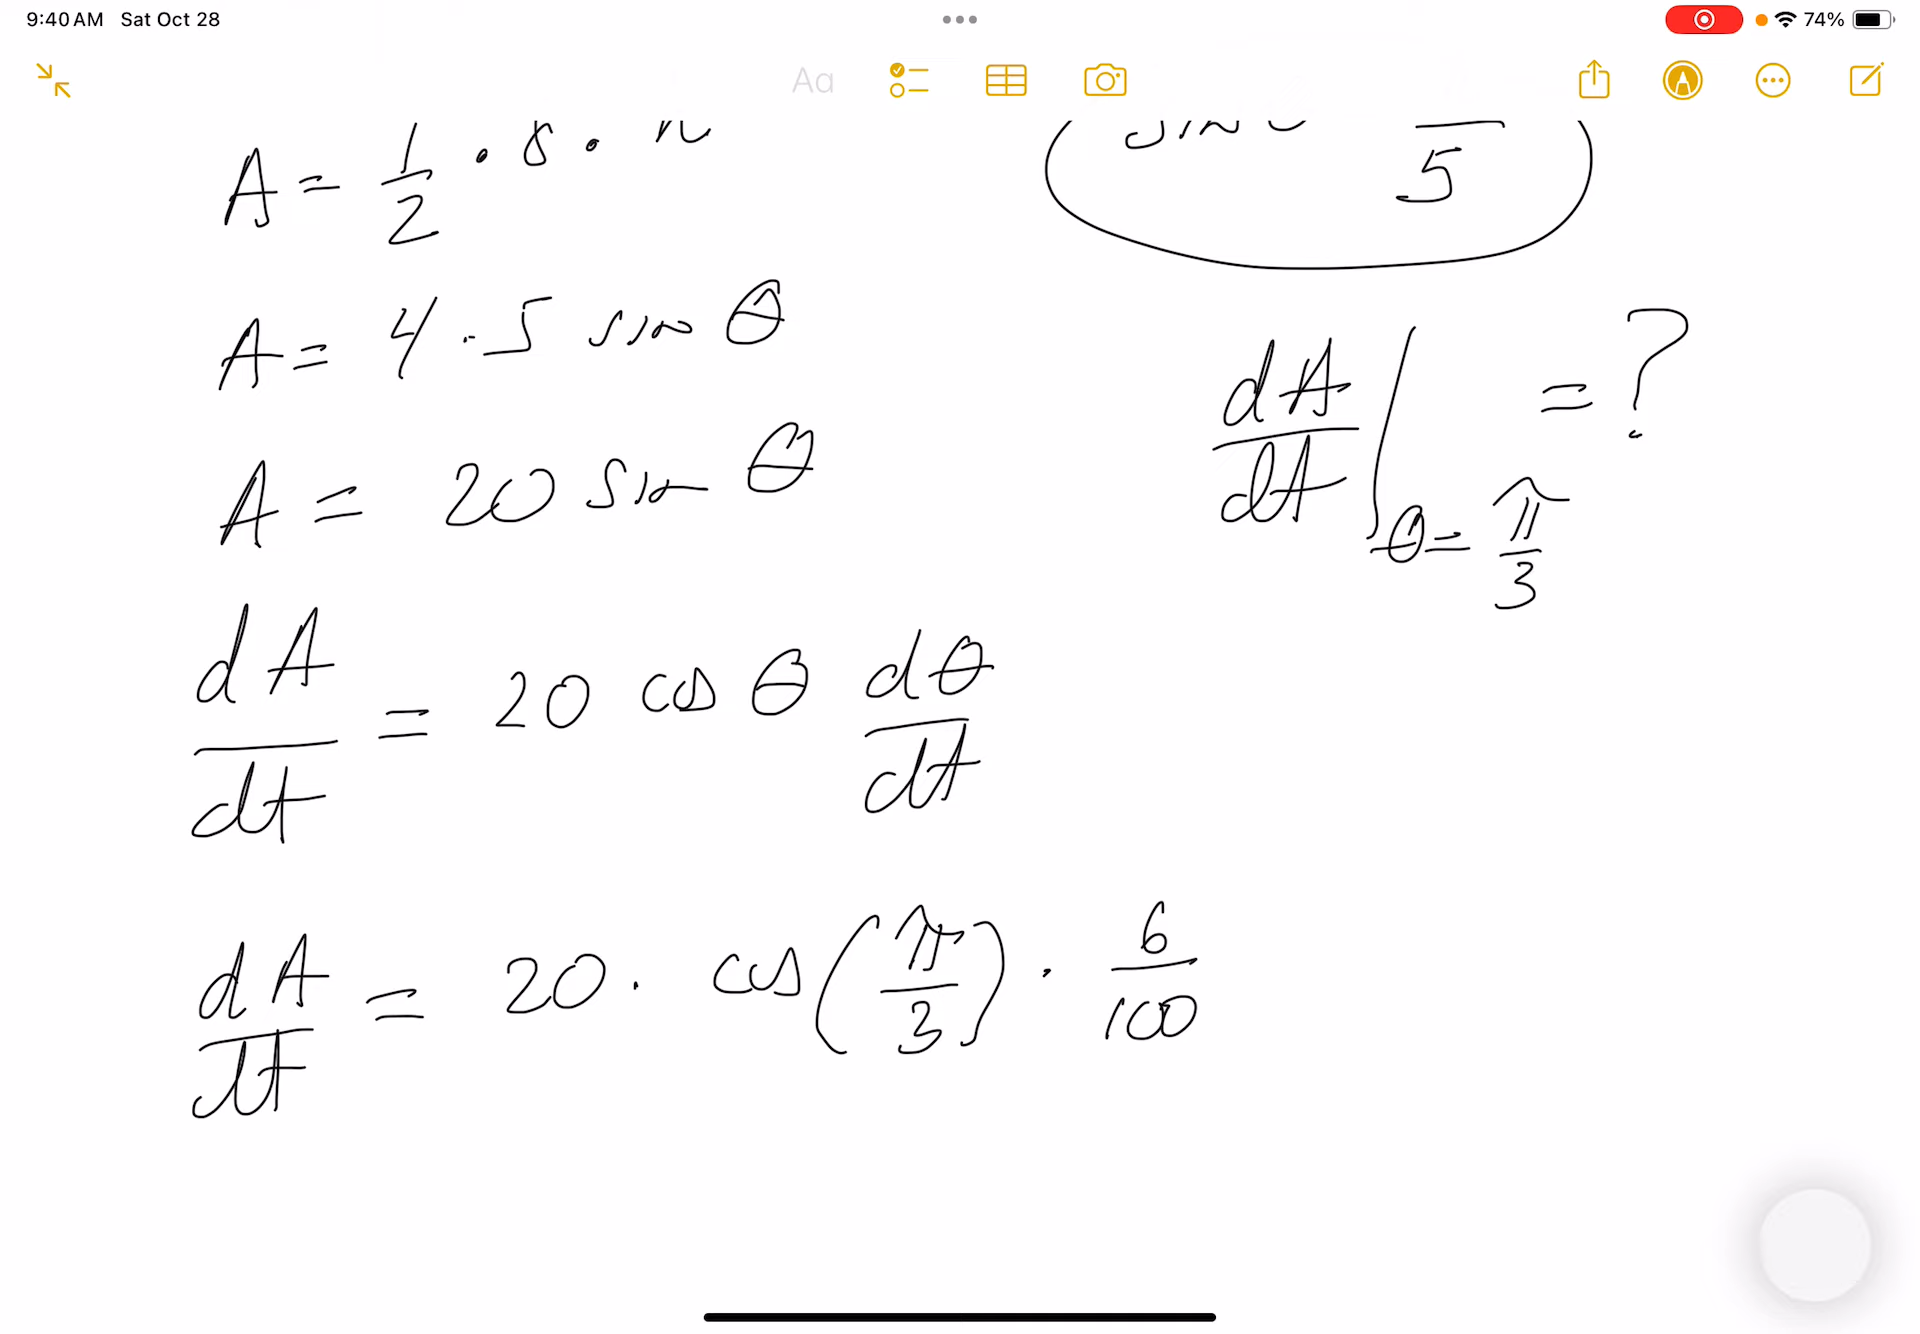 9:40 AM Sat Oct 28
74%
Aa
A = 1/2 · 8 · h
sin θ 5
A = 4 · 5 sin θ
dA/dt | θ = π/3 = ?
A = 20 sin θ
dA/dt = 20 cos θ dθ/dt
dA/dt = 20 · cos(π/3) · 6/100